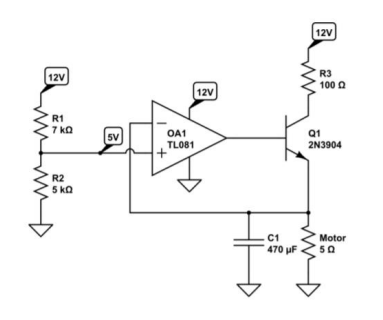 12V
12V
12V
R3
100 Ω
R1
7 kΩ
5V
OA1
TL081
Q1
2N3904
R2
5 kΩ
C1
470 µF
Motor
5 Ω